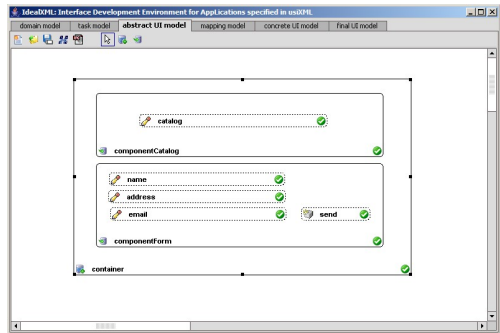 IdealXML: Interface Development Environment for AppLications specified in usiXML
domain model task model abstract UI model mapping model concrete UI model final UI model
catalog
componentCatalog
name
address
email send
componentForm
container